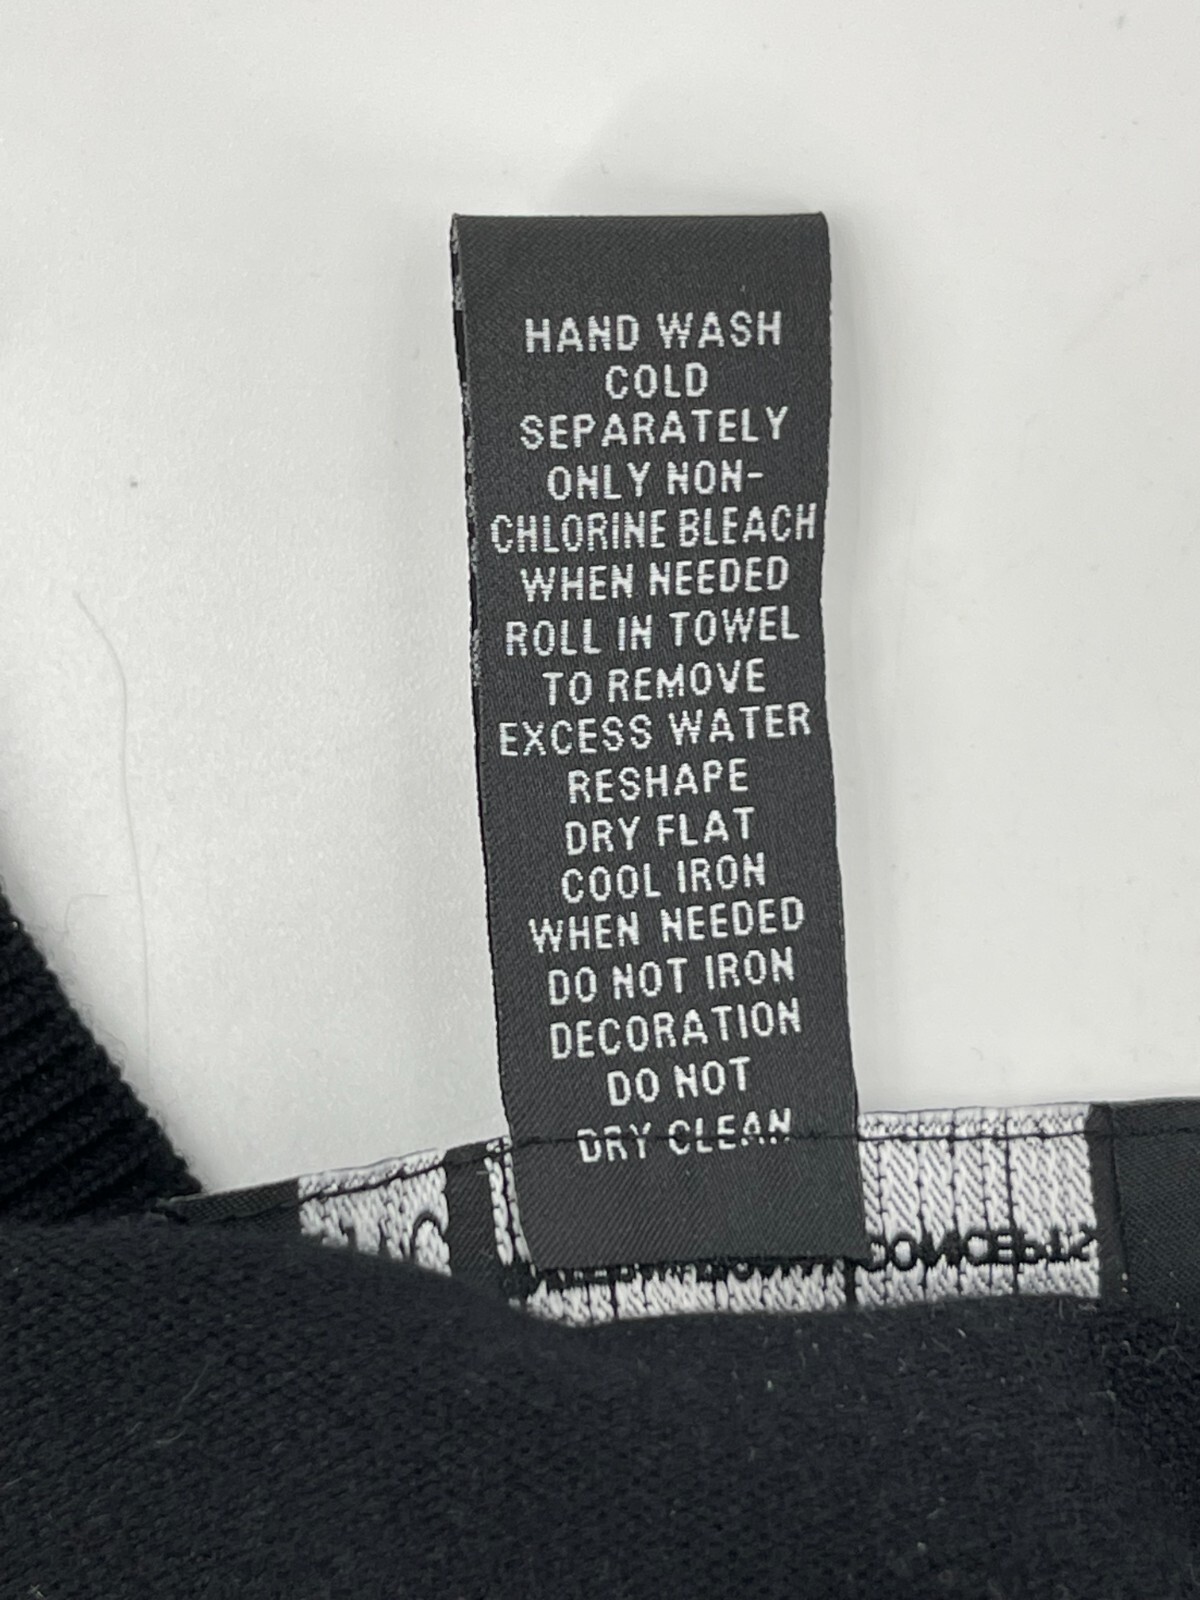 HAND WASH
COLD
SEPARATELY
ONLY NON-
CHLORINE BLEACH
WHEN NEEDED
ROLL IN TOWEL
TO REMOVE
EXCESS WATER
RESHAPE
DRY FLAT
COOL IRON
WHEN NEEDED
DO NOT IRON
DECORATION
DO NOT
DRY CLEAN
CONCEPTS